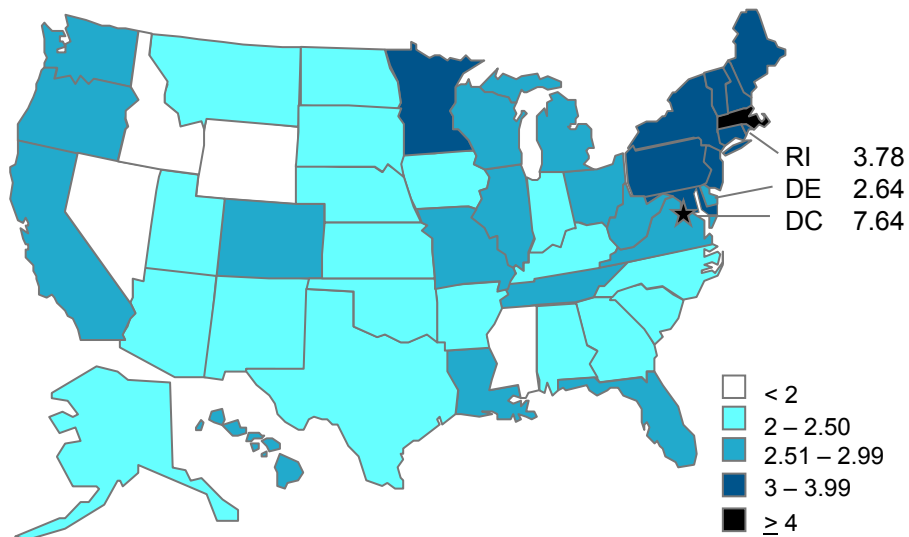 RI 3.78
DE 2.64
DC 7.64
< 2
2 – 2.50
2.51 – 2.99
3 – 3.99
≥ 4